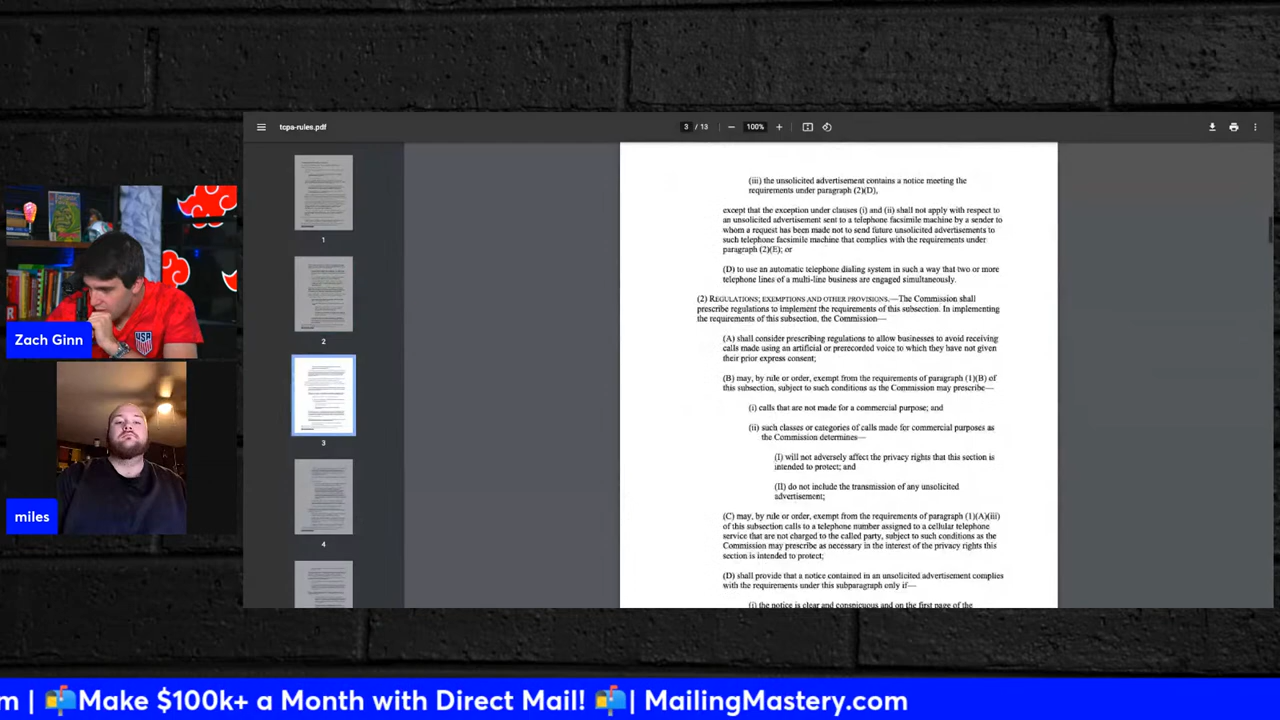 tcpa-rules.pdf
3 / 13
100%
1
2
3
4
(iii) the unsolicited advertisement contains a notice meeting the
requirements under paragraph (2)(D),
except that the exception under clauses (i) and (ii) shall not apply with respect to
an unsolicited advertisement sent to a telephone facsimile machine by a sender to
whom a request has been made not to send future unsolicited advertisements to
such telephone facsimile machine that complies with the requirements under
paragraph (2)(E); or
(D) to use an automatic telephone dialing system in such a way that two or more
telephone lines of a multi-line business are engaged simultaneously.
(2) REGULATIONS; EXEMPTIONS AND OTHER PROVISIONS.—The Commission shall
prescribe regulations to implement the requirements of this subsection. In implementing
the requirements of this subsection, the Commission—
(A) shall consider prescribing regulations to allow businesses to avoid receiving
calls made using an artificial or prerecorded voice to which they have not given
their prior express consent;
(B) may, by rule or order, exempt from the requirements of paragraph (1)(B) of
this subsection, subject to such conditions as the Commission may prescribe—
(i) calls that are not made for a commercial purpose; and
(ii) such classes or categories of calls made for commercial purposes as
the Commission determines—
(I) will not adversely affect the privacy rights that this section is
intended to protect; and
(II) do not include the transmission of any unsolicited
advertisement;
(C) may, by rule or order, exempt from the requirements of paragraph (1)(A)(iii)
of this subsection calls to a telephone number assigned to a cellular telephone
service that are not charged to the called party, subject to such conditions as the
Commission may prescribe as necessary in the interest of the privacy rights this
section is intended to protect;
(D) shall provide that a notice contained in an unsolicited advertisement complies
with the requirements under this subparagraph only if—
(i) the notice is clear and conspicuous and on the first page of the
USA
Zach Ginn
miles
m | 📬Make $100k+ a Month with Direct Mail! 📬| MailingMastery.com